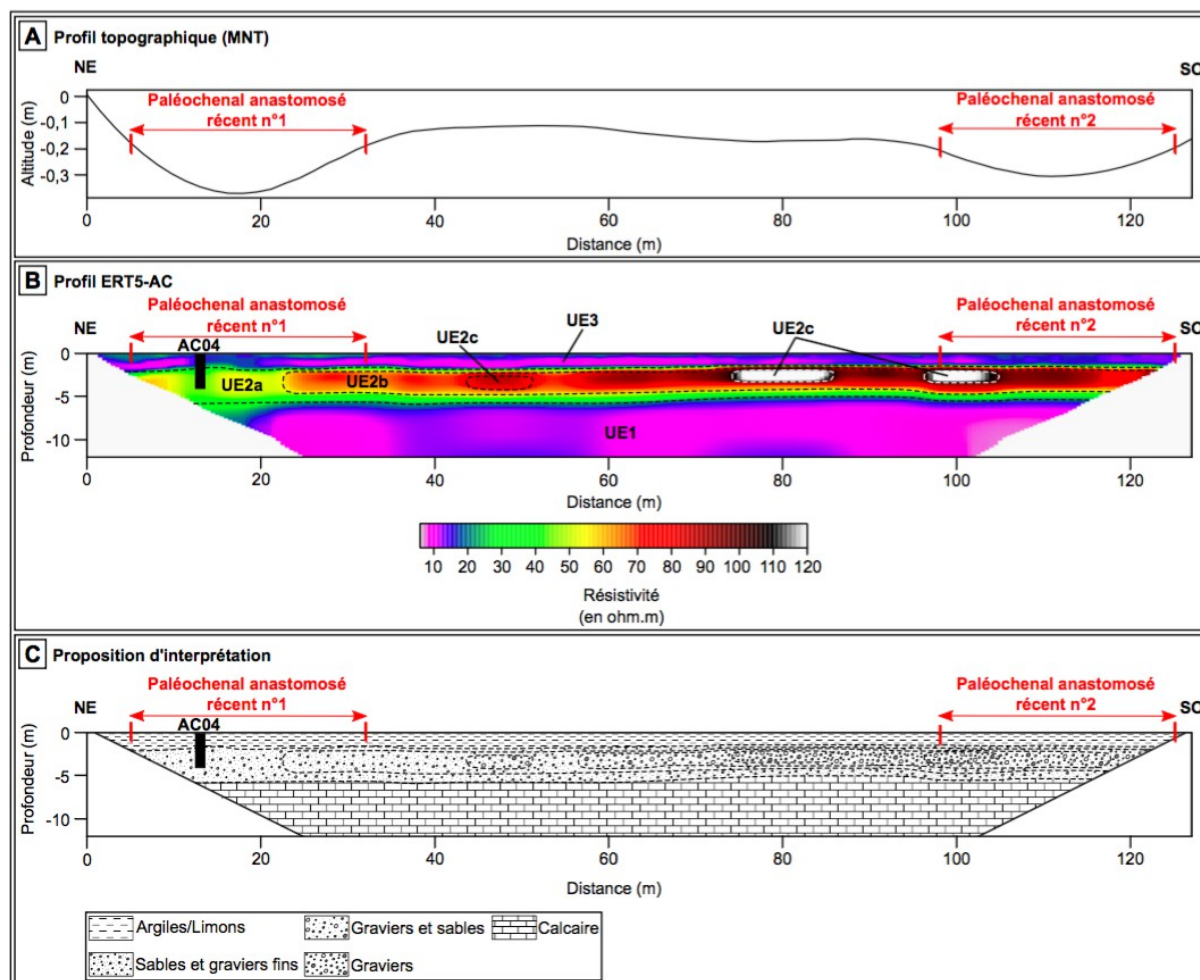 A Profil topographique (MNT)
NE
SO
Paléochenal anastomosé
récent n°1
Paléochenal anastomosé
récent n°2
Altitude (m)
0
-0,1
-0,2
-0,3
0 20 40 60 80 100 120
Distance (m)
B Profil ERT5-AC
NE
SO
Paléochenal anastomosé
récent n°1
Paléochenal anastomosé
récent n°2
AC04
UE2c
UE3
UE2c
UE2a
UE2b
UE1
Profondeur (m)
0
-5
-10
0 20 40 60 80 100 120
Distance (m)
10 20 30 40 50 60 70 80 90 100 110 120
Résistivité
(en ohm.m)
C Proposition d'interprétation
NE
SO
Paléochenal anastomosé
récent n°1
Paléochenal anastomosé
récent n°2
AC04
Profondeur (m)
0
-5
-10
0 20 40 60 80 100 120
Distance (m)
Argiles/Limons
Graviers et sables
Calcaire
Sables et graviers fins
Graviers